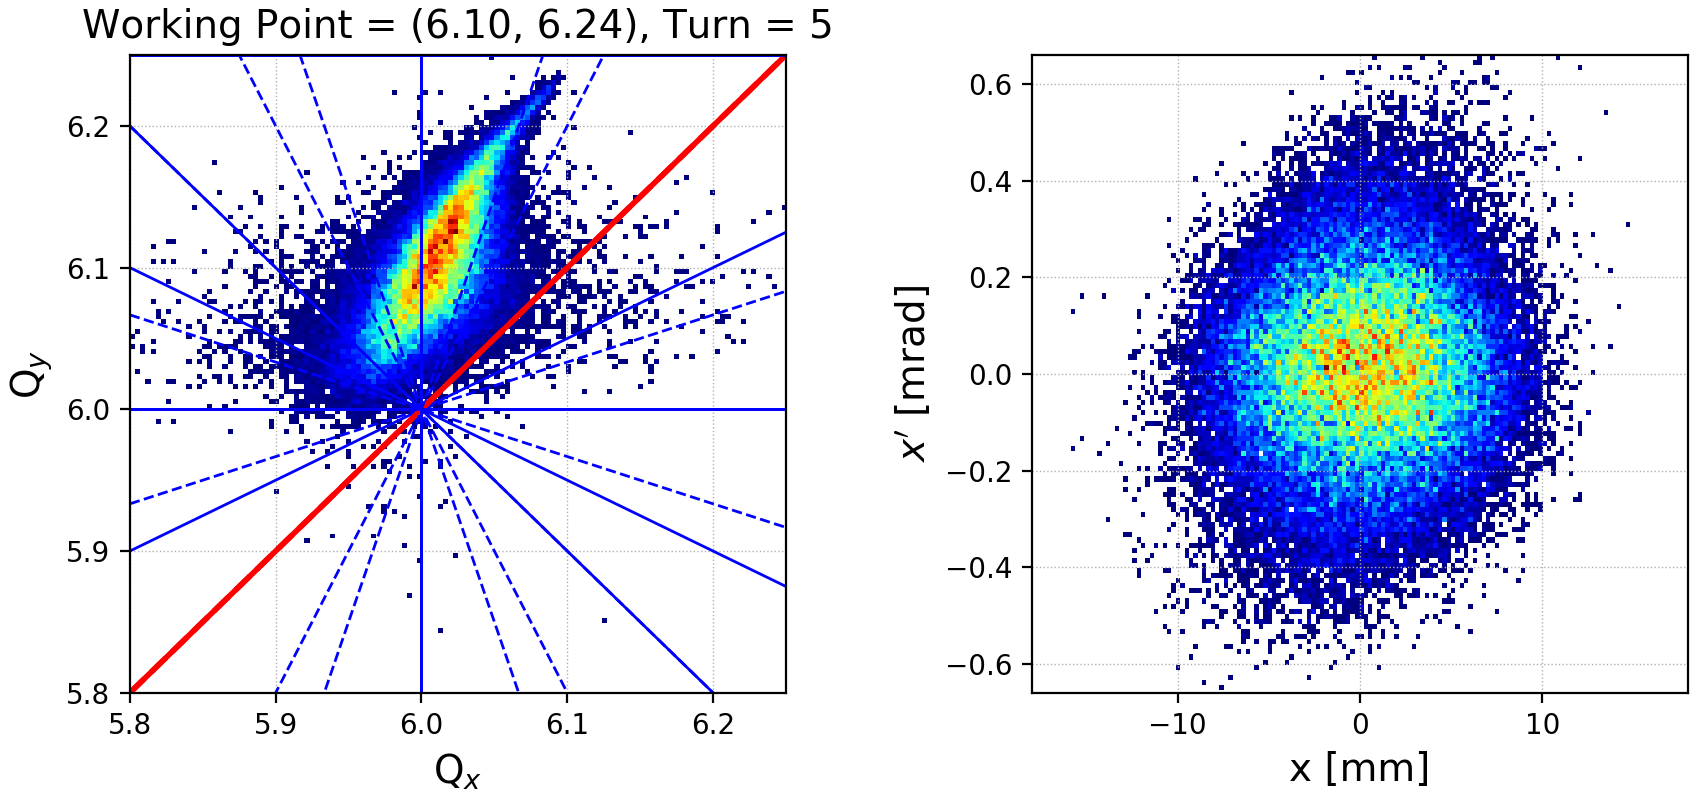 Working Point = (6.10, 6.24), Turn = 5
6.2
6.1
6.0
5.9
5.8
5.8 5.9 6.0 6.1 6.2
Qy
Qx
0.6
0.4
0.2
0.0
−0.2
−0.4
−0.6
−10 0 10
x′ [mrad]
x [mm]